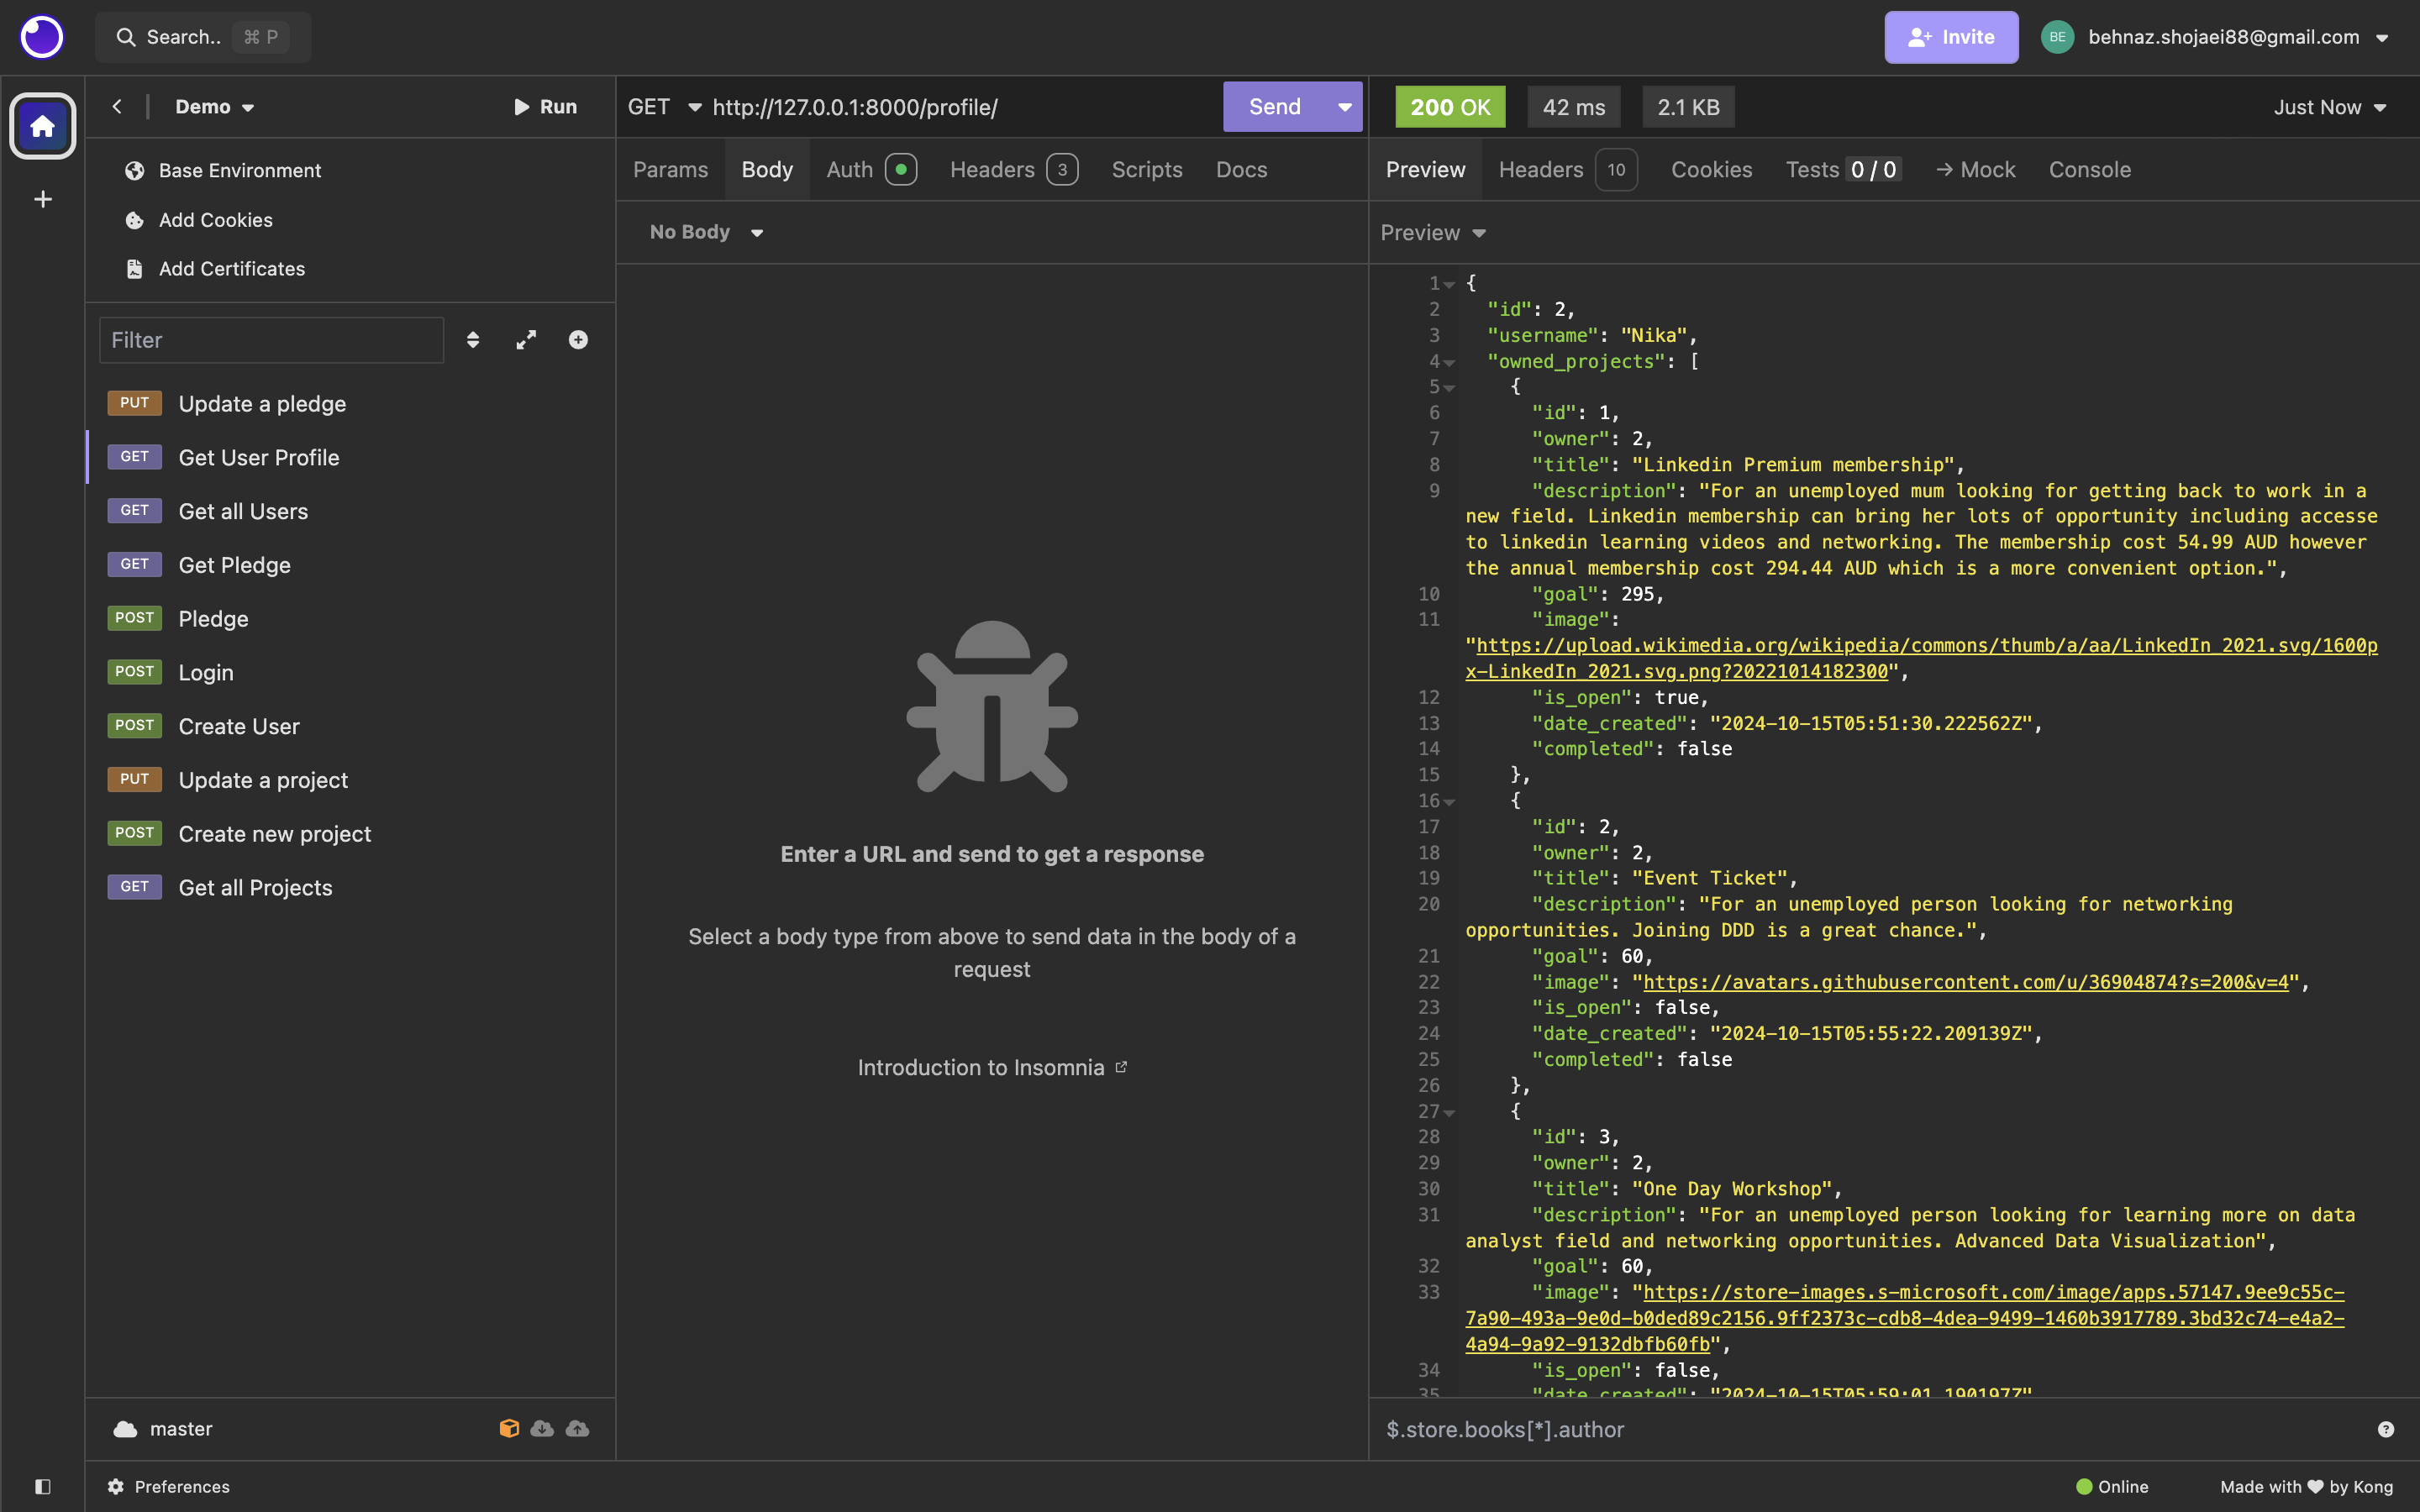 Search.. ⌘ P
Invite
BE behnaz.shojaei88@gmail.com
Demo
Run
Base Environment
Add Cookies
Add Certificates
Filter
PUT Update a pledge
GET Get User Profile
GET Get all Users
GET Get Pledge
POST Pledge
POST Login
POST Create User
PUT Update a project
POST Create new project
GET Get all Projects
master
Preferences
GET http://127.0.0.1:8000/profile/
Send
Params Body Auth Headers 3 Scripts Docs
No Body
Enter a URL and send to get a response
Select a body type from above to send data in the body of a
request
Introduction to Insomnia
200 OK 42 ms 2.1 KB
Just Now
Preview Headers 10 Cookies Tests 0 / 0 → Mock Console
Preview
1 {
2 "id": 2,
3 "username": "Nika",
4 "owned_projects": [
5 {
6 "id": 1,
7 "owner": 2,
8 "title": "Linkedin Premium membership",
9 "description": "For an unemployed mum looking for getting back to work in a
new field. Linkedin membership can bring her lots of opportunity including accesse
to linkedin learning videos and networking. The membership cost 54.99 AUD however
the annual membership cost 294.44 AUD which is a more convenient option.",
10 "goal": 295,
11 "image":
"https://upload.wikimedia.org/wikipedia/commons/thumb/a/aa/LinkedIn_2021.svg/1600p
x-LinkedIn_2021.svg.png?20221014182300",
12 "is_open": true,
13 "date_created": "2024-10-15T05:51:30.222562Z",
14 "completed": false
15 },
16 {
17 "id": 2,
18 "owner": 2,
19 "title": "Event Ticket",
20 "description": "For an unemployed person looking for networking
opportunities. Joining DDD is a great chance.",
21 "goal": 60,
22 "image": "https://avatars.githubusercontent.com/u/36904874?s=200&v=4",
23 "is_open": false,
24 "date_created": "2024-10-15T05:55:22.209139Z",
25 "completed": false
26 },
27 {
28 "id": 3,
29 "owner": 2,
30 "title": "One Day Workshop",
31 "description": "For an unemployed person looking for learning more on data
analyst field and networking opportunities. Advanced Data Visualization",
32 "goal": 60,
33 "image": "https://store-images.s-microsoft.com/image/apps.57147.9ee9c55c-
7a90-493a-9e0d-b0ded89c2156.9ff2373c-cdb8-4dea-9499-1460b3917789.3bd32c74-e4a2-
4a94-9a92-9132dbfb60fb",
34 "is_open": false,
35 "date_created": "2024-10-15T05:59:01.190197Z"
$.store.books[*].author
Online
Made with ♥ by Kong